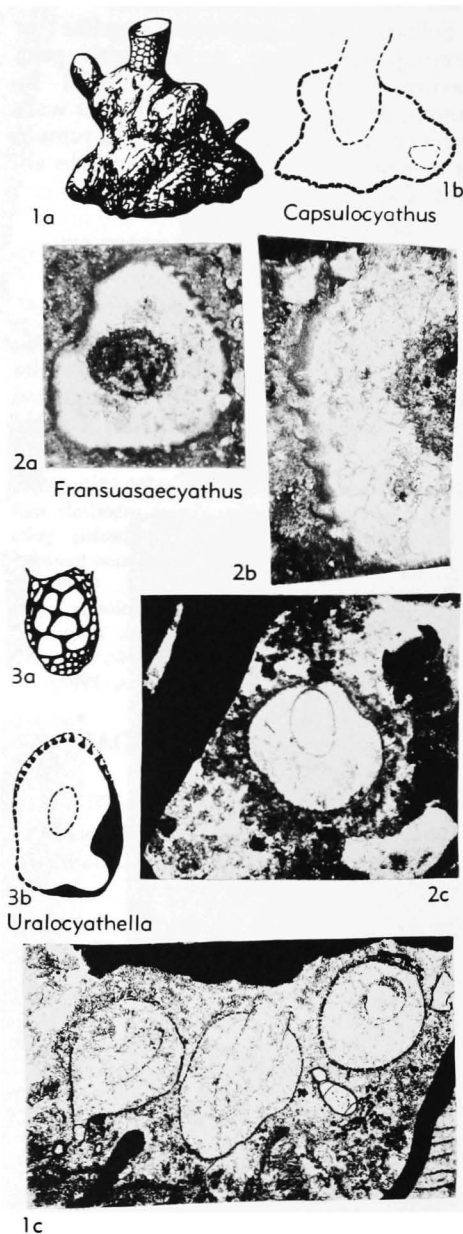 1a
1b
Capsulocyathus
2a
Fransuasaecyathus
2b
3a
3b
Uralocyathella
2c
1c